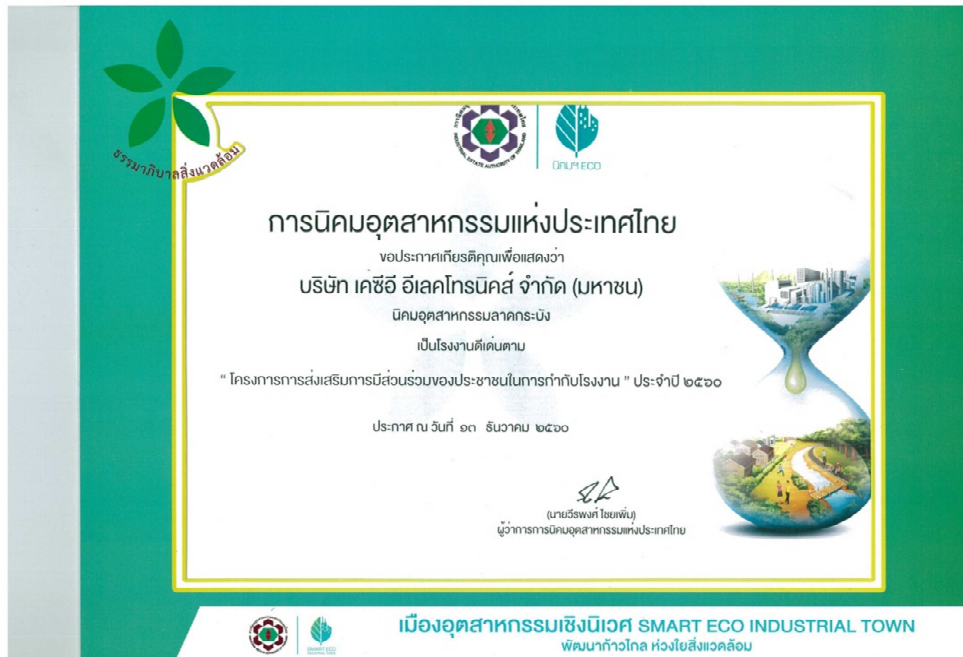 ธรรมาภิบาลสิ่งแวดล้อม
INDUSTRIAL ESTATE AUTHORITY OF THAILAND
นิคมฯ ECO
การนิคมอุตสาหกรรมแห่งประเทศไทย
ขอประกาศเกียรติคุณเพื่อแสดงว่า
บริษัท เคซีอี อีเลคโทรนิคส์ จำกัด (มหาชน)
นิคมอุตสาหกรรมลาดกระบัง
เป็นโรงงานดีเด่นตาม
“ โครงการการส่งเสริมการมีส่วนร่วมของประชาชนในการกำกับโรงงาน ” ประจำปี ๒๕๖๐
ประกาศ ณ วันที่ ๑๓ ธันวาคม ๒๕๖๐
(นายวีรพงศ์ ไชยเพิ่ม)
ผู้ว่าการการนิคมอุตสาหกรรมแห่งประเทศไทย
เมืองอุตสาหกรรมเชิงนิเวศ SMART ECO INDUSTRIAL TOWN
พัฒนาก้าวไกล ห่วงใยสิ่งแวดล้อม